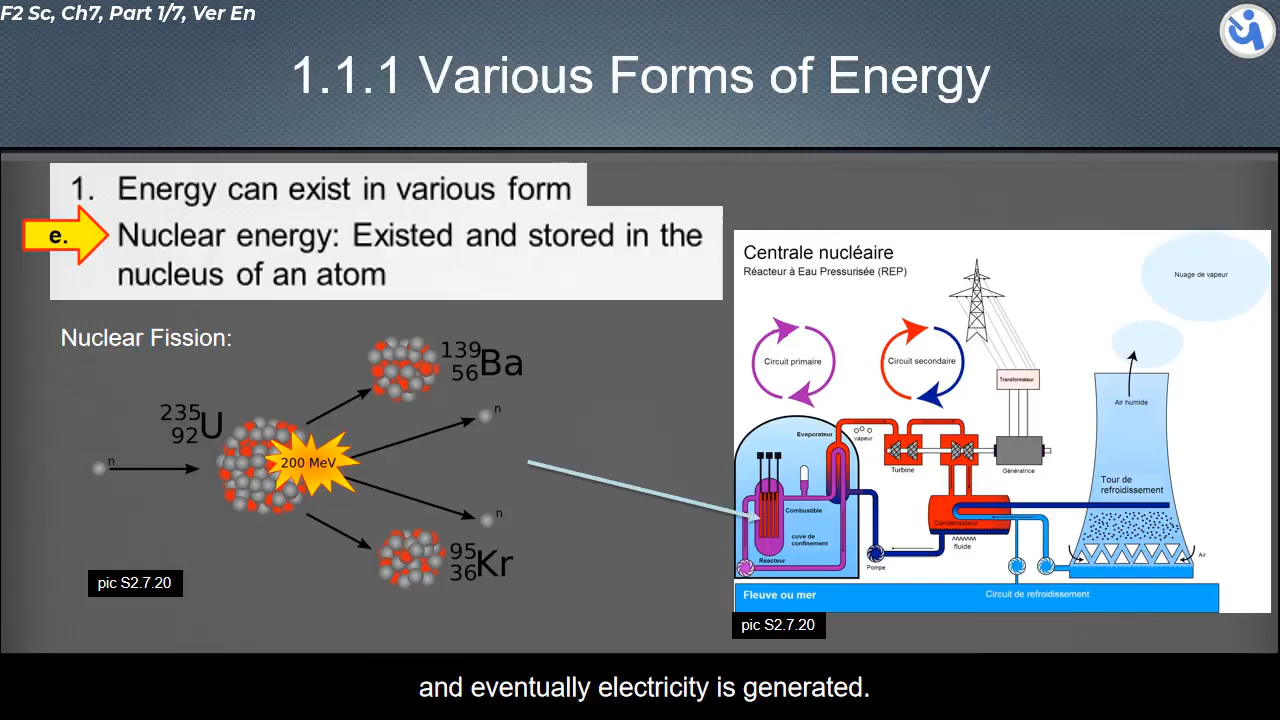 F2 Sc, Ch7, Part 1/7, Ver En
1.1.1 Various Forms of Energy
1. Energy can exist in various form
e.
Nuclear energy: Existed and stored in the
nucleus of an atom
Nuclear Fission:
n
235
92
U
200 MeV
139
56
Ba
n
n
95
36
Kr
pic S2.7.20
Centrale nucléaire
Réacteur à Eau Pressurisée (REP)
Nuage de vapeur
Circuit primaire
Circuit secondaire
Transformateur
Air humide
Evaporateur
vapeur
Turbine
Génératrice
Tour de
refroidissement
Combustible
Condensateur
cuve de
confinement
fluide
Réacteur
Pompe
Air
Fleuve ou mer
Circuit de refroidissement
pic S2.7.20
and eventually electricity is generated.